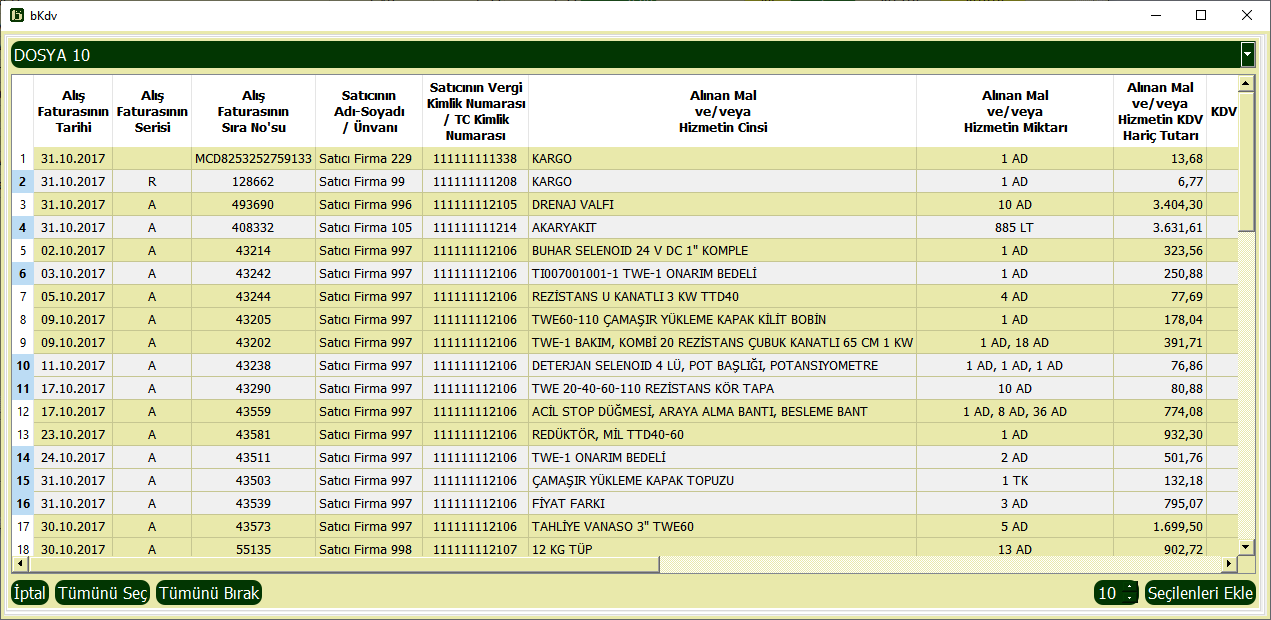 bKdv
DOSYA 10
Alış Faturasının Tarihi	Alış Faturasının Serisi	Alış Faturasının Sıra No'su	Satıcının Adı-Soyadı / Ünvanı	Satıcının Vergi Kimlik Numarası / TC Kimlik Numarası	Alınan Mal ve/veya Hizmetin Cinsi	Alınan Mal ve/veya Hizmetin Miktarı	Alınan Mal ve/veya Hizmetin KDV Hariç Tutarı	KDV
1 31.10.2017 MCD8253252759133 Satıcı Firma 229 111111111338 KARGO 1 AD 13,68
2 31.10.2017 R 128662 Satıcı Firma 99 111111111208 KARGO 1 AD 6,77
3 31.10.2017 A 493690 Satıcı Firma 996 111111112105 DRENAJ VALFI 10 AD 3.404,30
4 31.10.2017 A 408332 Satıcı Firma 105 111111111214 AKARYAKIT 885 LT 3.631,61
5 02.10.2017 A 43214 Satıcı Firma 997 111111112106 BUHAR SELENOID 24 V DC 1" KOMPLE 1 AD 323,56
6 03.10.2017 A 43242 Satıcı Firma 997 111111112106 TI007001001-1 TWE-1 ONARIM BEDELİ 1 AD 250,88
7 05.10.2017 A 43244 Satıcı Firma 997 111111112106 REZİSTANS U KANATLI 3 KW TTD40 4 AD 77,69
8 09.10.2017 A 43205 Satıcı Firma 997 111111112106 TWE60-110 ÇAMAŞIR YÜKLEME KAPAK KİLİT BOBİN 1 AD 178,04
9 09.10.2017 A 43202 Satıcı Firma 997 111111112106 TWE-1 BAKIM, KOMBİ 20 REZİSTANS ÇUBUK KANATLI 65 CM 1 KW 1 AD, 18 AD 391,71
10 11.10.2017 A 43238 Satıcı Firma 997 111111112106 DETERJAN SELENOID 4 LÜ, POT BAŞLIĞI, POTANSIYOMETRE 1 AD, 1 AD, 1 AD 76,86
11 17.10.2017 A 43290 Satıcı Firma 997 111111112106 TWE 20-40-60-110 REZİSTANS KÖR TAPA 10 AD 80,88
12 17.10.2017 A 43559 Satıcı Firma 997 111111112106 ACİL STOP DÜĞMESİ, ARAYA ALMA BANTI, BESLEME BANT 1 AD, 8 AD, 36 AD 774,08
13 23.10.2017 A 43581 Satıcı Firma 997 111111112106 REDÜKTÖR, MİL TTD40-60 1 AD 932,30
14 24.10.2017 A 43511 Satıcı Firma 997 111111112106 TWE-1 ONARIM BEDELİ 2 AD 501,76
15 31.10.2017 A 43503 Satıcı Firma 997 111111112106 ÇAMAŞIR YÜKLEME KAPAK TOPUZU 1 TK 132,18
16 31.10.2017 A 43539 Satıcı Firma 997 111111112106 FİYAT FARKI 3 AD 795,07
17 30.10.2017 A 43573 Satıcı Firma 997 111111112106 TAHLİYE VANASO 3" TWE60 5 AD 1.699,50
18 30.10.2017 A 55135 Satıcı Firma 998 111111112107 12 KG TÜP 13 AD 902,72
İptal Tümünü Seç Tümünü Bırak 10 Seçilenleri Ekle